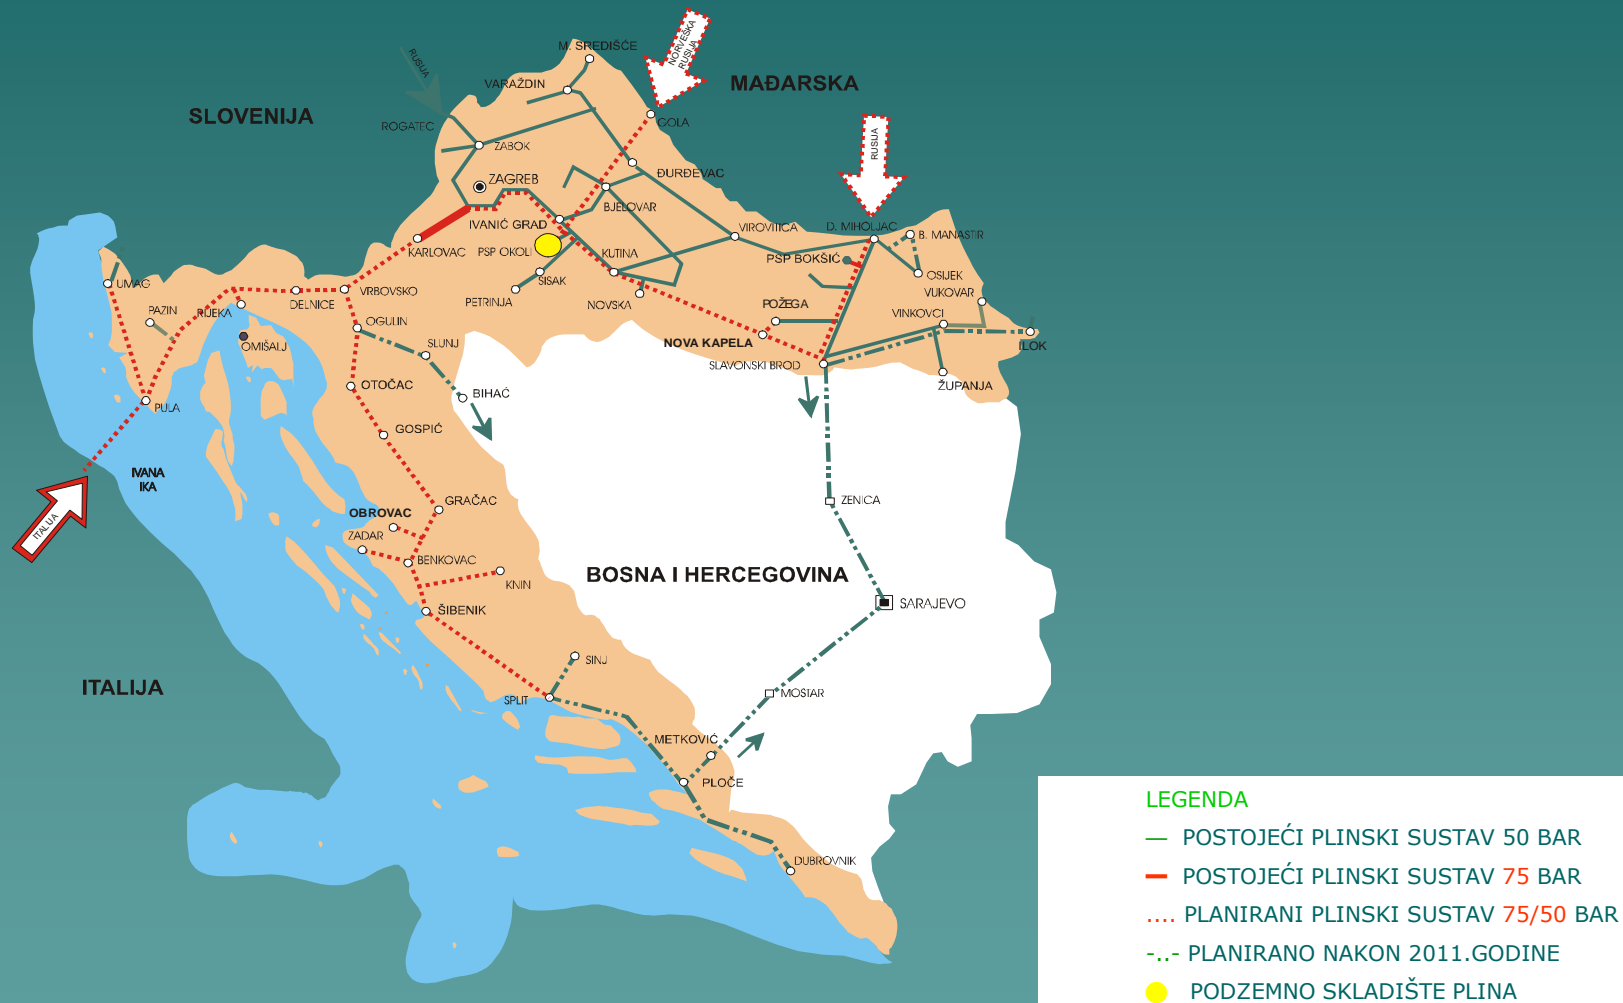 M. SREDIŠĆE
NORVEŠKA
RUSIJA
RUSIJA
VARAŽDIN
MAĐARSKA
SLOVENIJA
ROGATEC
GOLA
ZABOK
RUSIJA
ZAGREB
ĐURĐEVAC
BJELOVAR
IVANIĆ GRAD
VIROVITICA
D. MIHOLJAC
B. MANASTIR
KARLOVAC
PSP OKOLI
KUTINA
PSP BOKŠIĆ
SISAK
OSIJEK
UMAG
VRBOVSKO
DELNICE
PETRINJA
NOVSKA
VUKOVAR
PAZIN
RIJEKA
POŽEGA
VINKOVCI
OGULIN
OMIŠALJ
SLUNJ
NOVA KAPELA
ILOK
SLAVONSKI BROD
OTOČAC
BIHAĆ
ŽUPANJA
PULA
GOSPIĆ
IVANA
IKA
GRAČAC
ZENICA
OBROVAC
ITALIJA
ZADAR
BENKOVAC
KNIN
BOSNA I HERCEGOVINA
ŠIBENIK
SARAJEVO
SINJ
ITALIJA
SPLIT
MOSTAR
METKOVIĆ
PLOČE
DUBROVNIK
LEGENDA
— POSTOJEĆI PLINSKI SUSTAV 50 BAR
— POSTOJEĆI PLINSKI SUSTAV 75 BAR
.... PLANIRANI PLINSKI SUSTAV 75/50 BAR
-..- PLANIRANO NAKON 2011.GODINE
PODZEMNO SKLADIŠTE PLINA